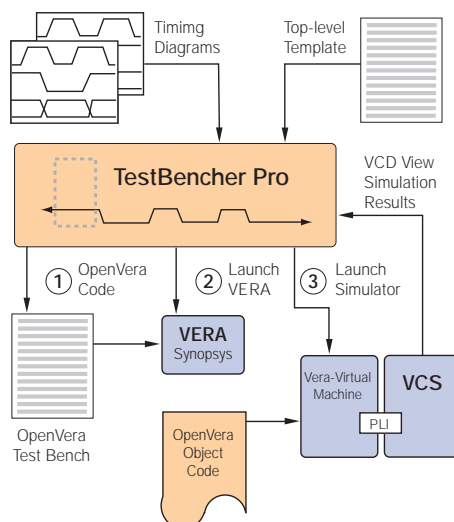 Timimg
Diagrams
Top-level
Template
TestBencher Pro
VCD View
Simulation
Results
1 OpenVera
Code
2 Launch
VERA
3 Launch
Simulator
VERA
Synopsys
OpenVera
Test Bench
OpenVera
Object
Code
Vera-Virtual
Machine
PLI
VCS